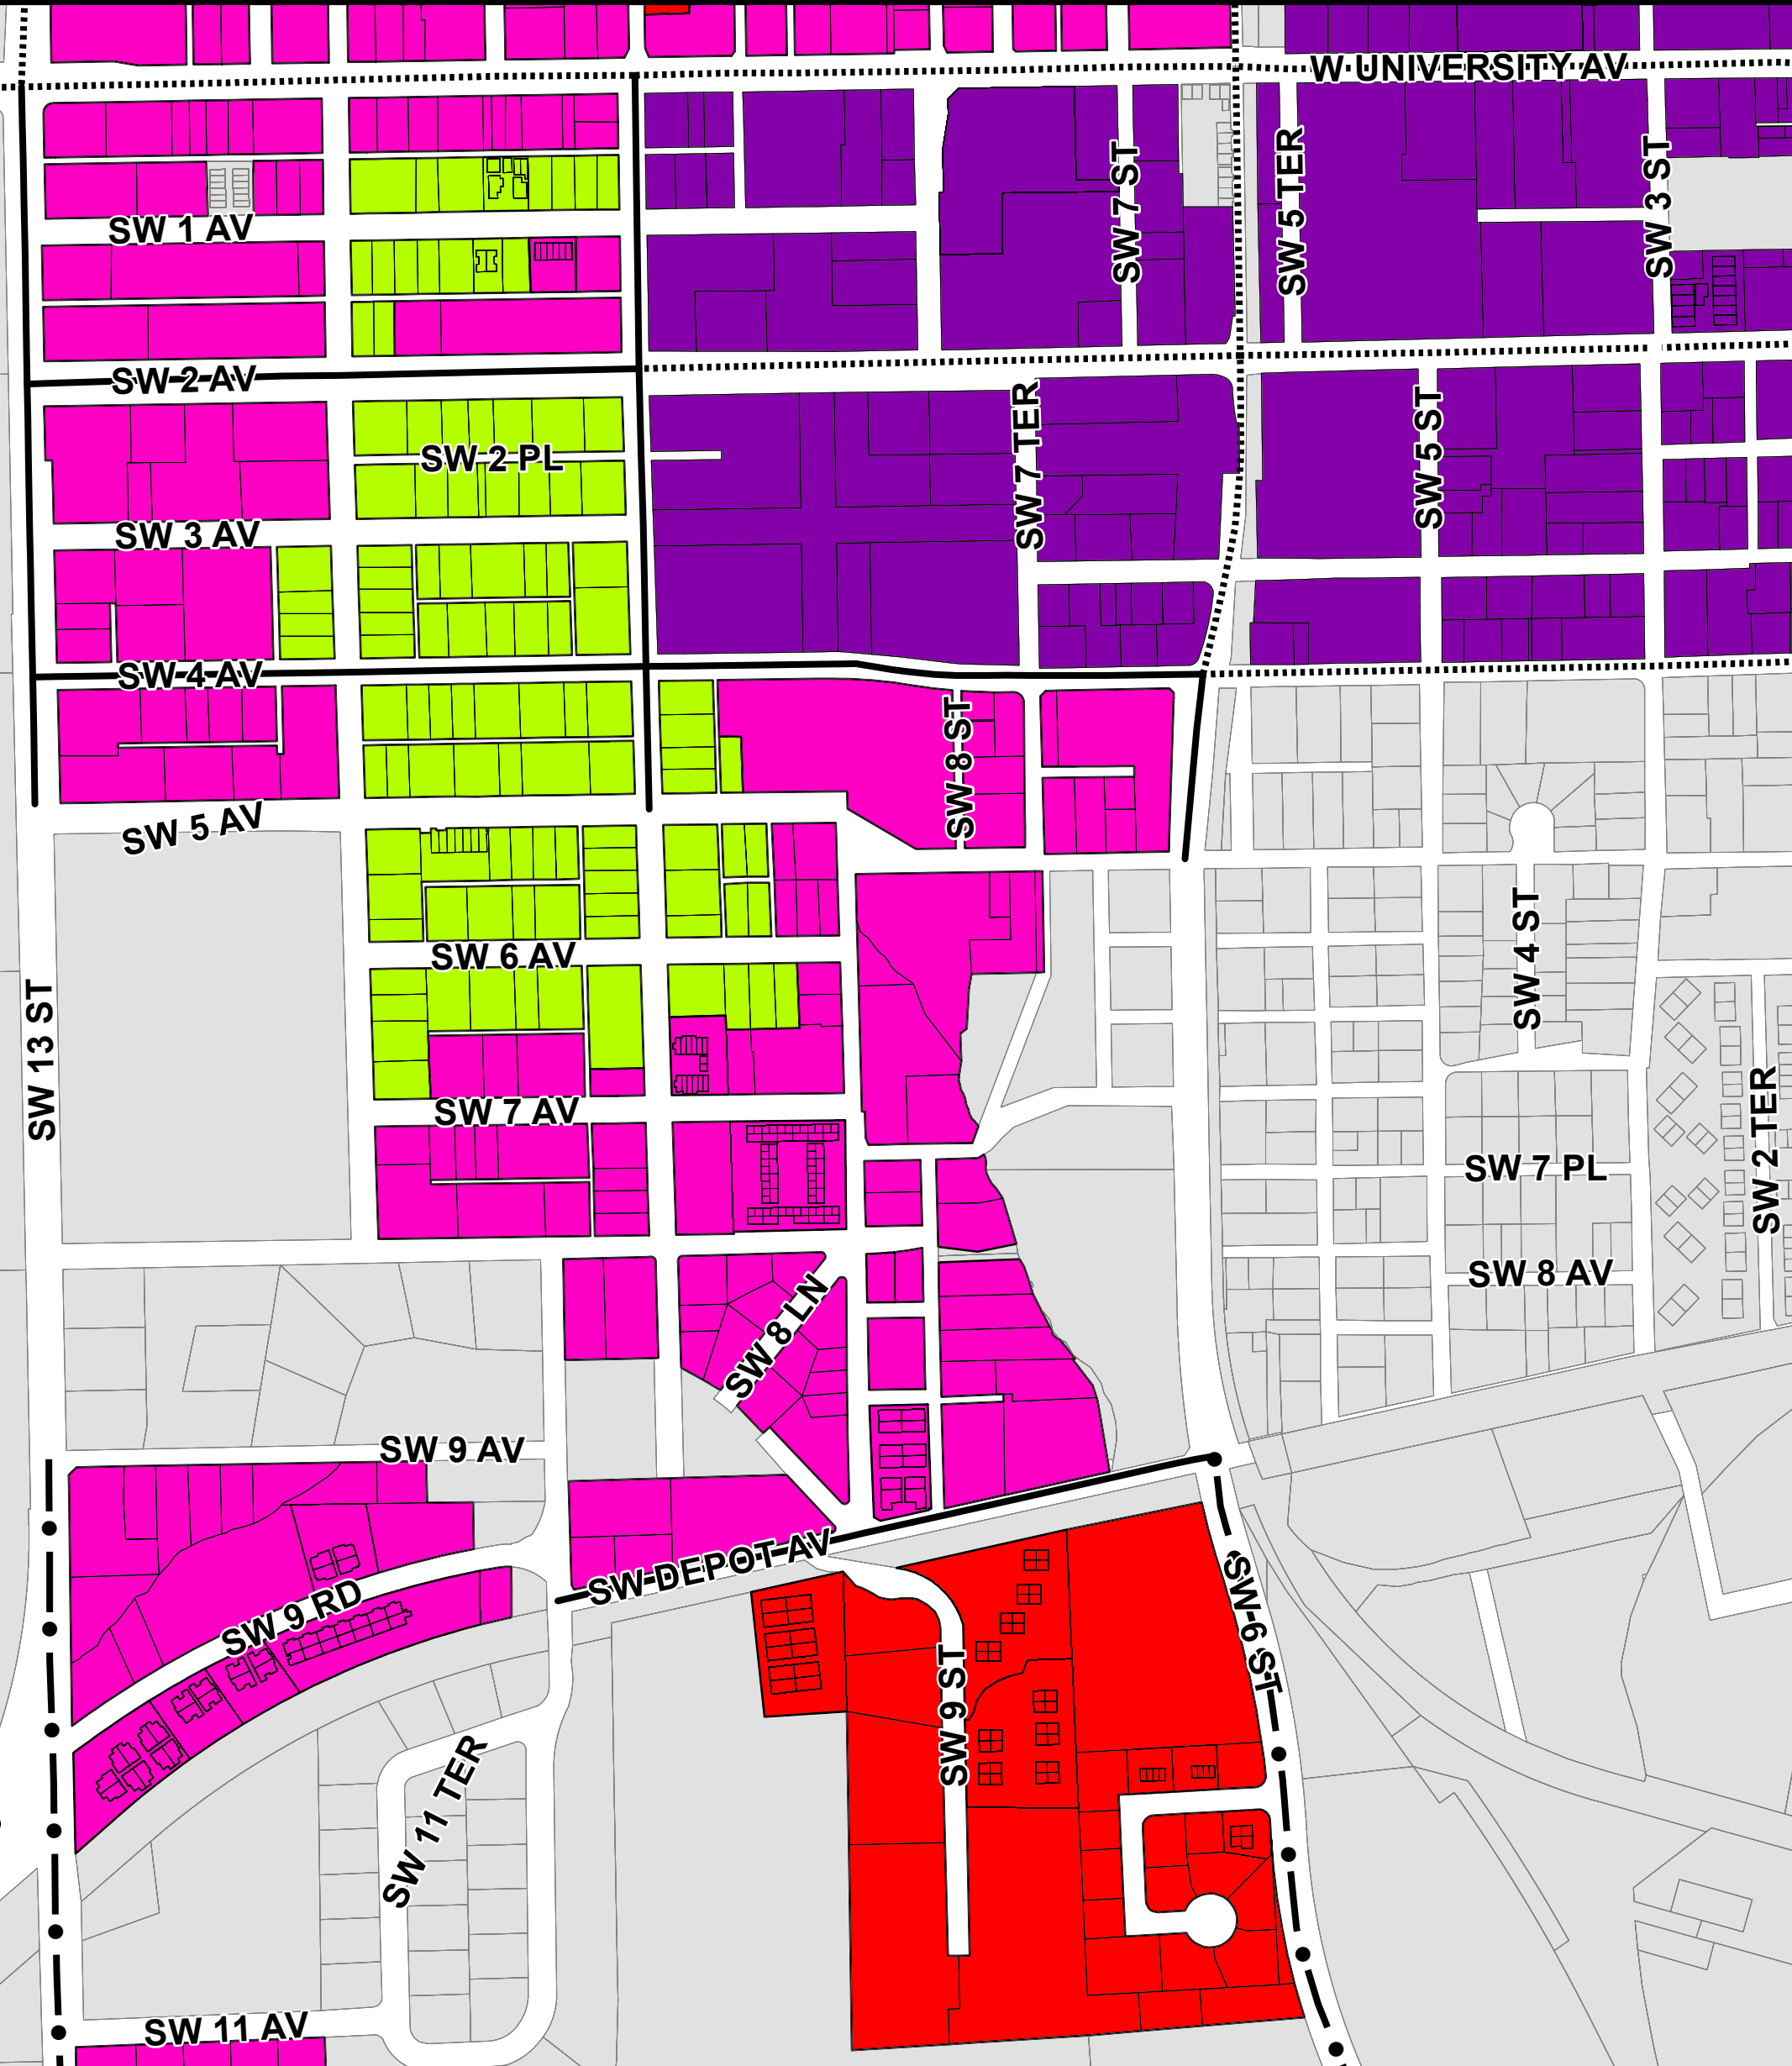 W UNIVERSITY AV
SW 1 AV
SW 7 ST
SW 5 TER
SW 3 ST
SW 2 AV
SW 2 PL
SW 7 TER
SW 5 ST
SW 3 AV
SW 4 AV
SW 8 ST
SW 5 AV
SW 6 AV
SW 4 ST
SW 13 ST
SW 7 AV
SW 7 PL
SW 2 TER
SW 8 AV
SW 8 LN
SW 9 AV
SW DEPOT AV
SW 9 RD
SW 6 ST
SW 9 ST
SW 11 TER
SW 11 AV